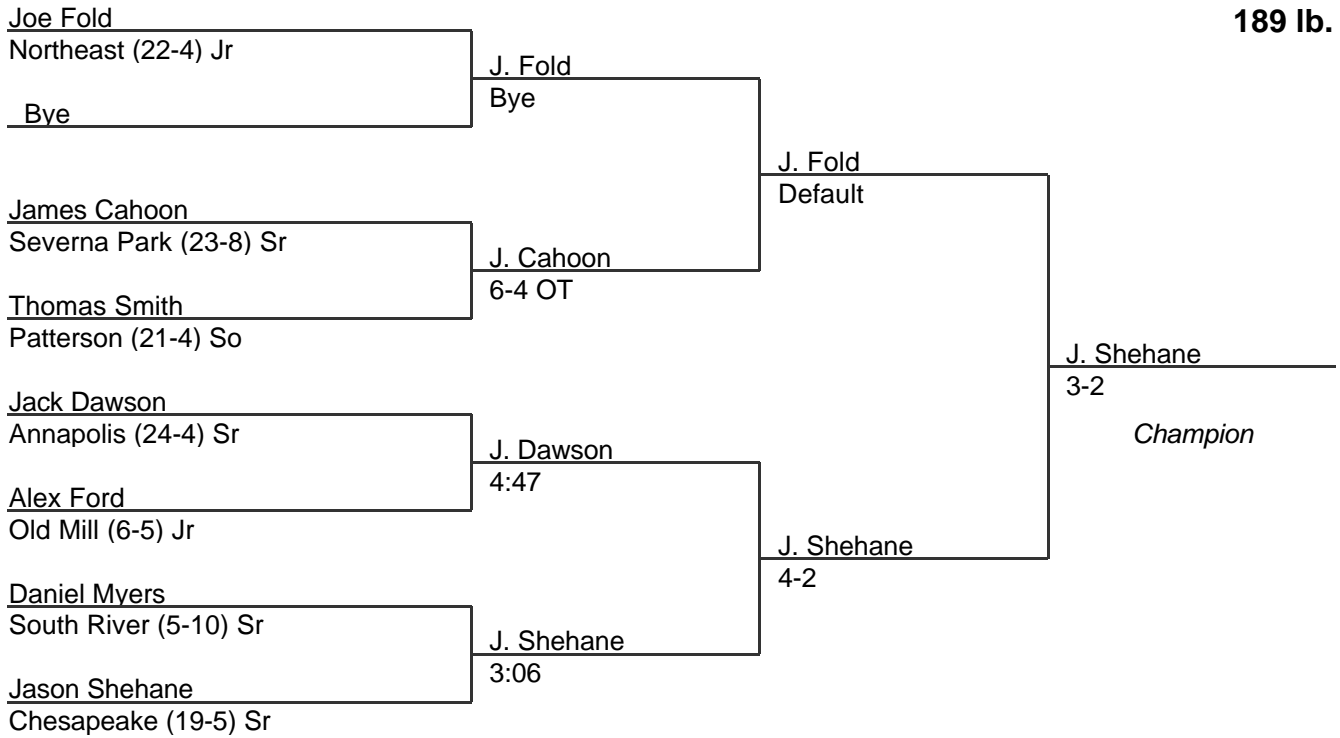 189 lb.
Joe Fold
Northeast (22-4) Jr
Bye
James Cahoon
Severna Park (23-8) Sr
Thomas Smith
Patterson (21-4) So
Jack Dawson
Annapolis (24-4) Sr
Alex Ford
Old Mill (6-5) Jr
Daniel Myers
South River (5-10) Sr
Jason Shehane
Chesapeake (19-5) Sr
J. Fold
Bye
J. Cahoon
6-4 OT
J. Dawson
4:47
J. Shehane
3:06
J. Fold
Default
J. Shehane
4-2
J. Shehane
3-2
Champion